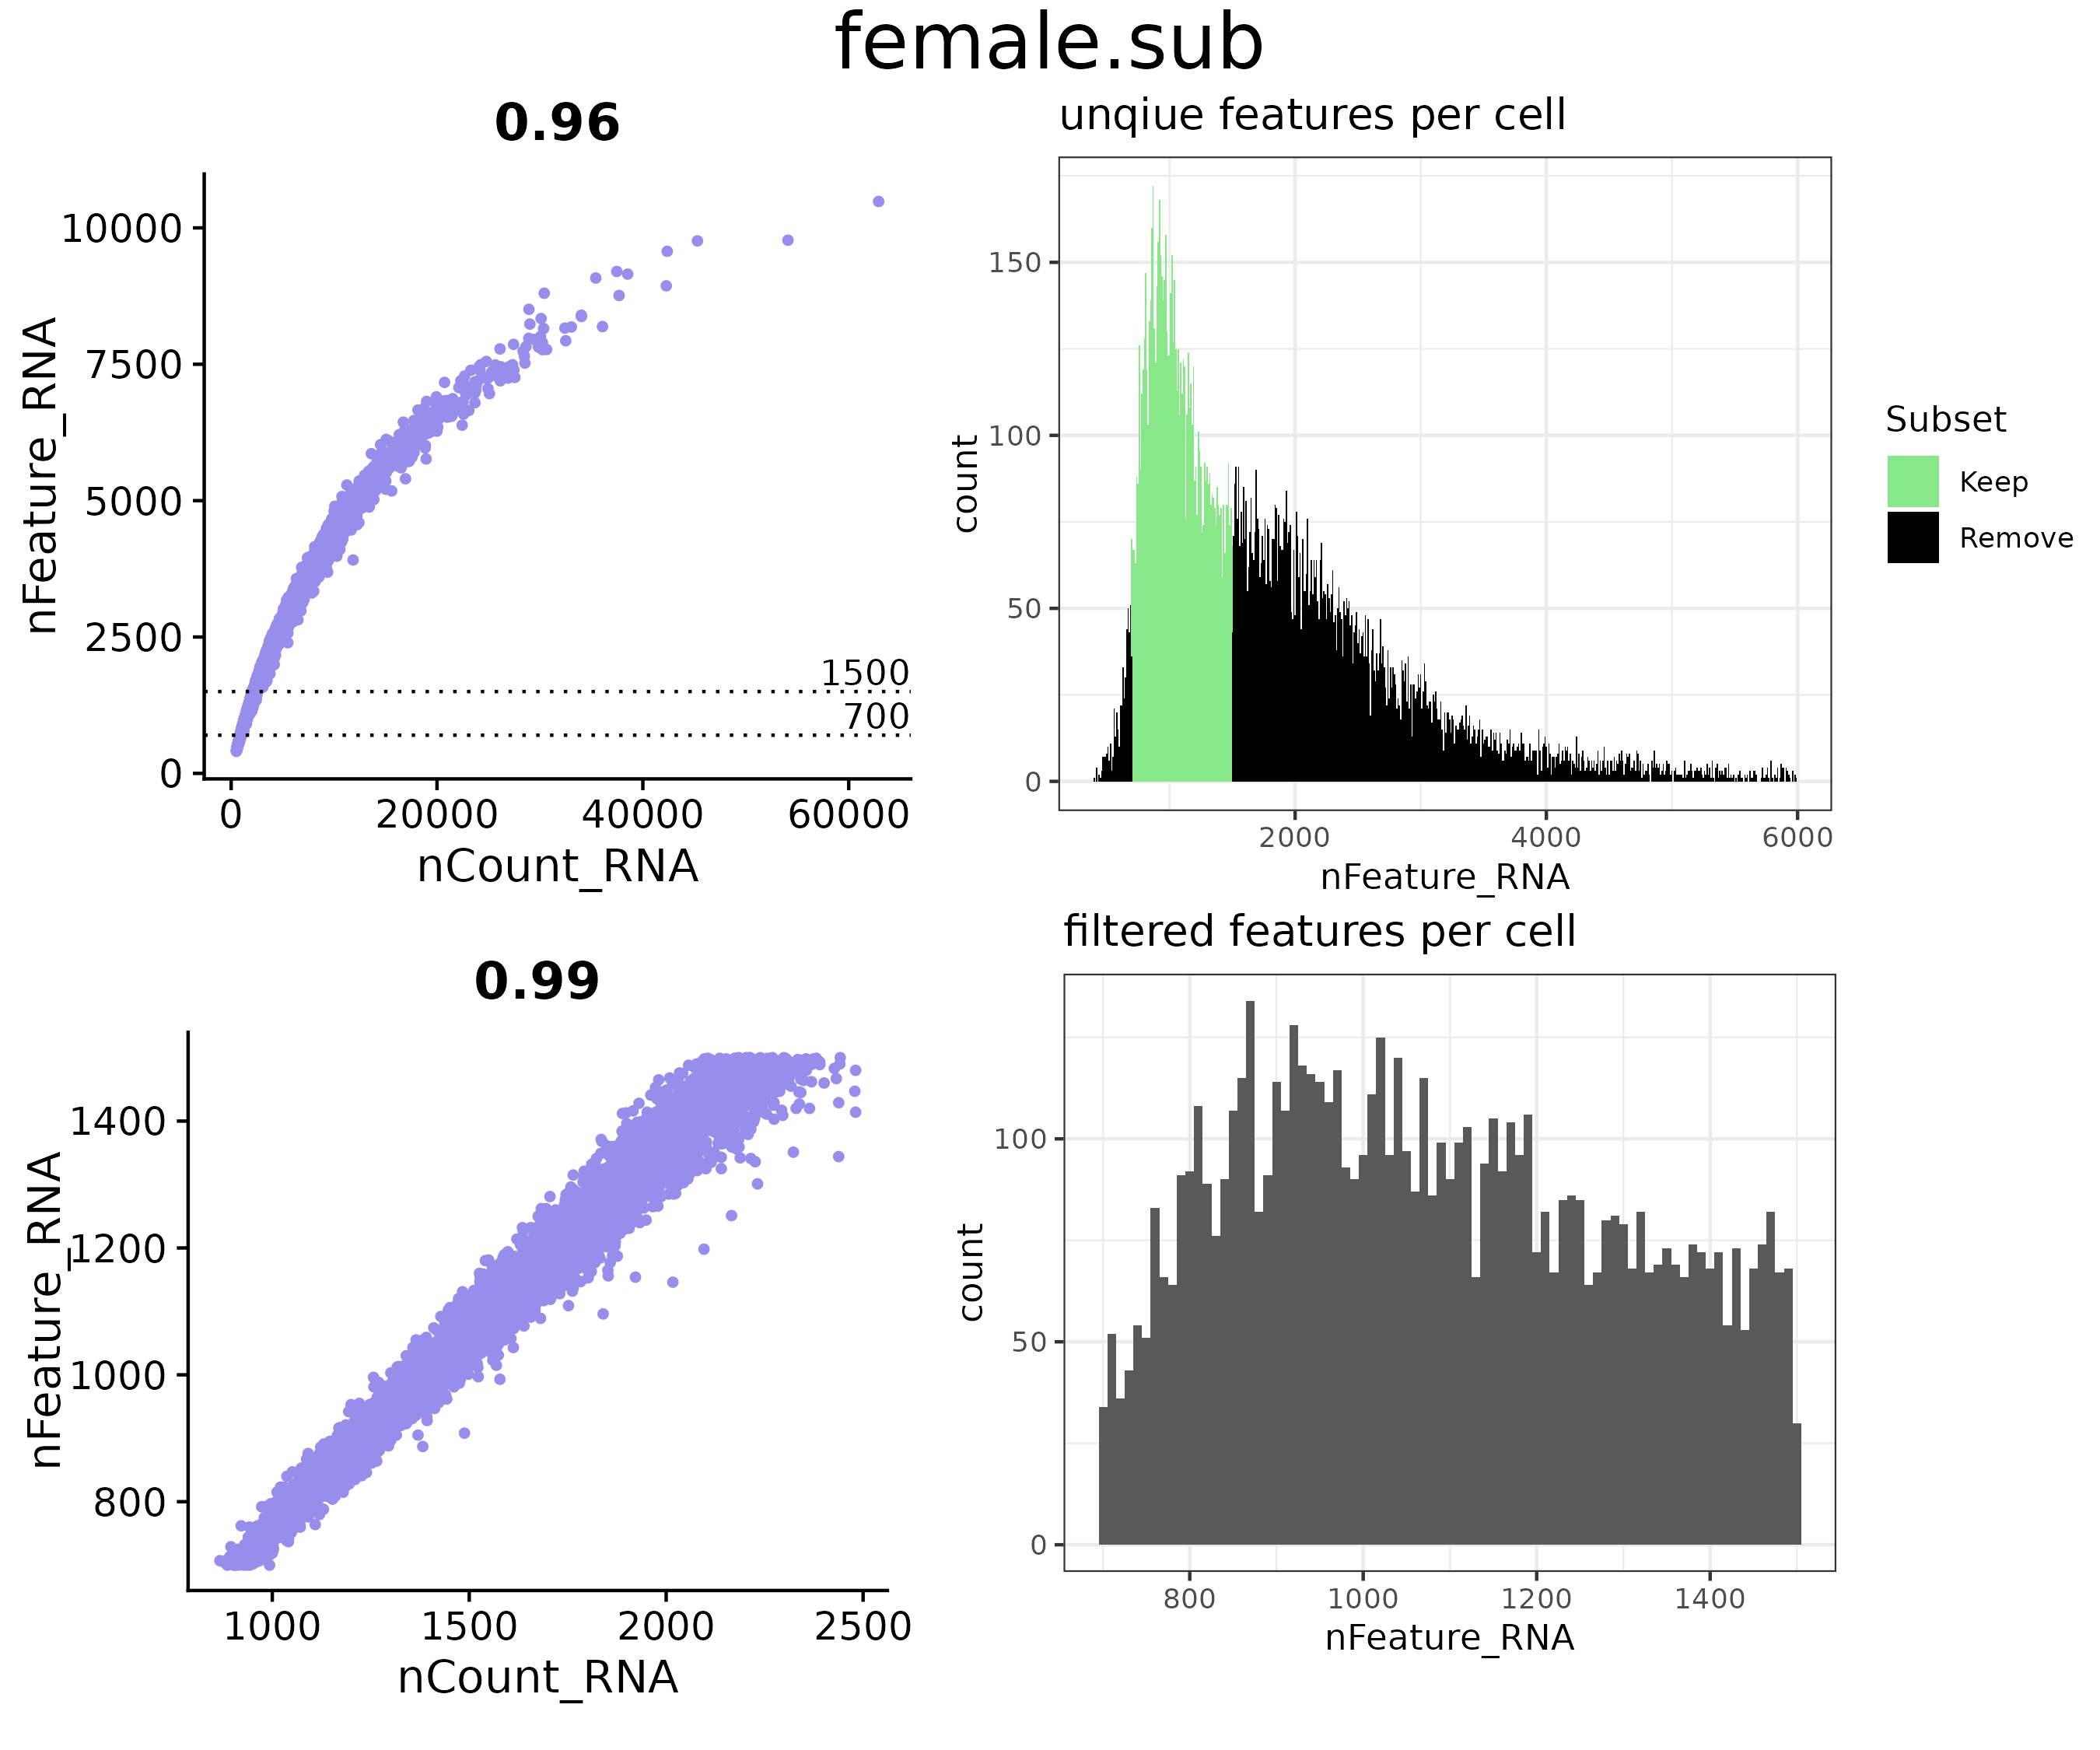 female.sub
0.96
nFeature_RNA
10000
7500
5000
2500
0
1500
700
0 20000 40000 60000
nCount_RNA
unqiue features per cell
count
150
100
50
0
2000 4000 6000
nFeature_RNA
Subset
Keep
Remove
0.99
nFeature_RNA
1400
1200
1000
800
1000 1500 2000 2500
nCount_RNA
filtered features per cell
count
100
50
0
800 1000 1200 1400
nFeature_RNA